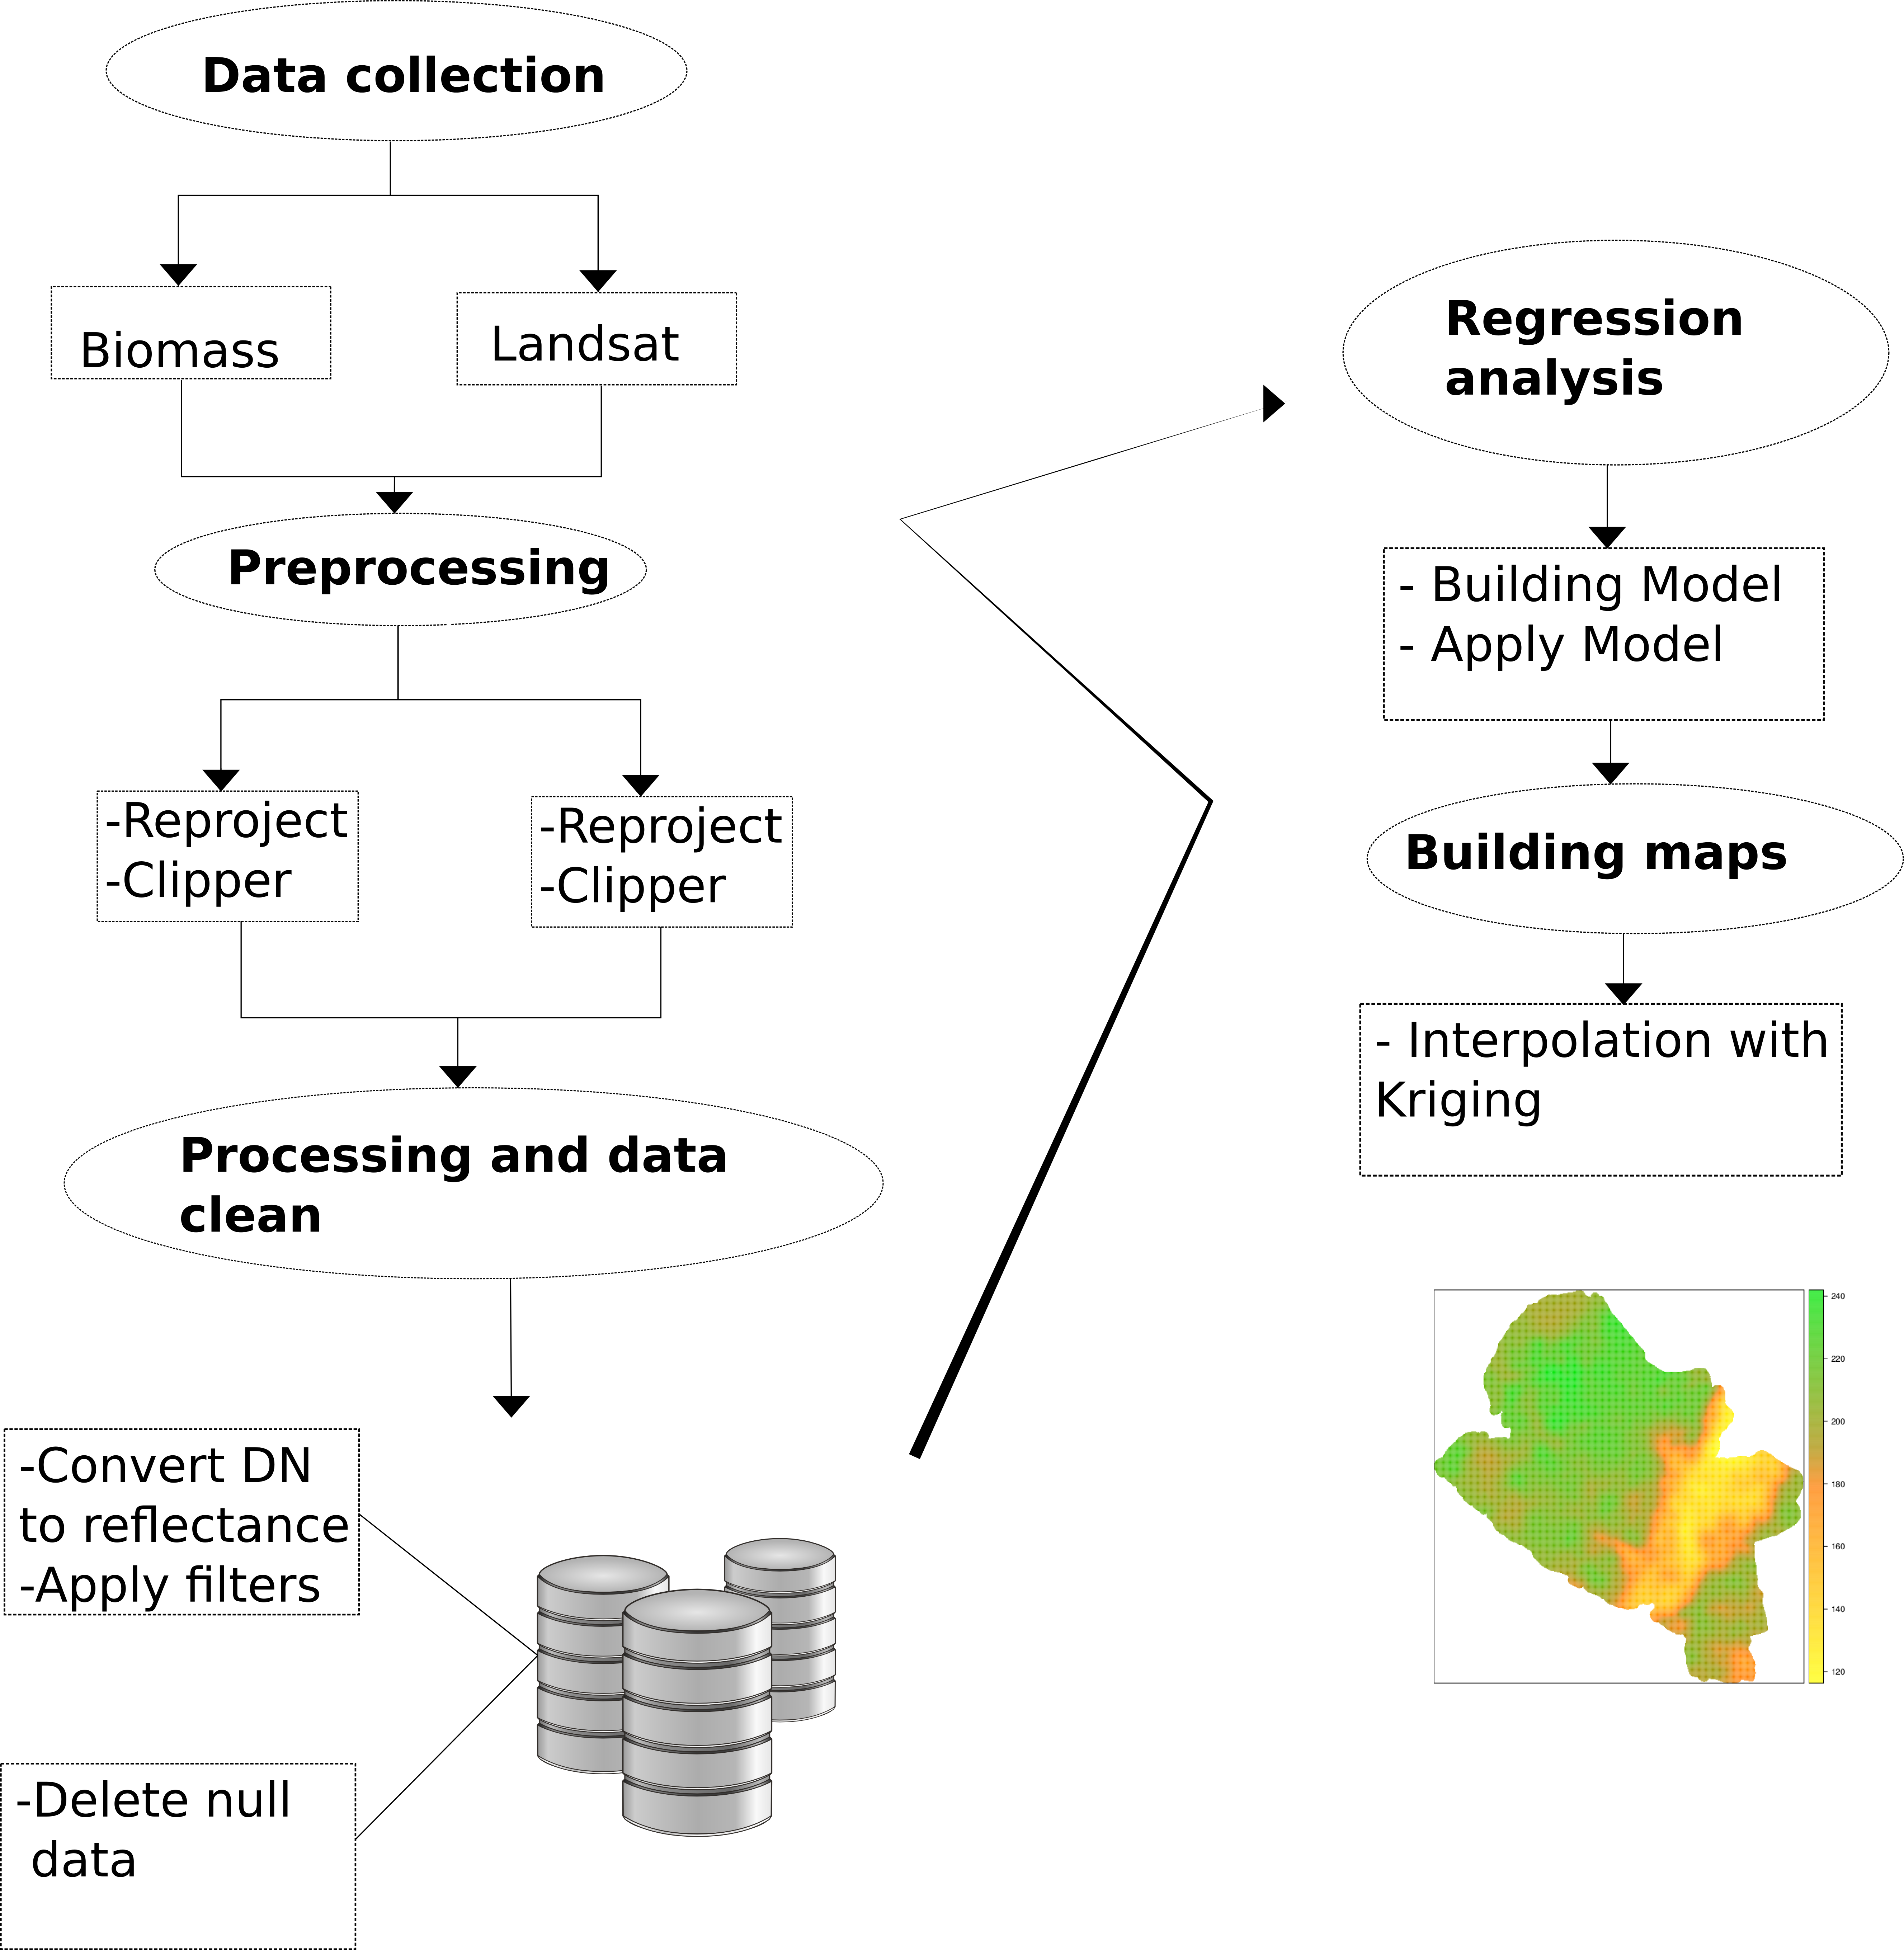 Data collection
Biomass
Landsat
Preprocessing
-Reproject
-Clipper
-Reproject
-Clipper
Processing and data
clean
-Convert DN
to reflectance
-Apply filters
-Delete null
data
Regression
analysis
- Building Model
- Apply Model
Building maps
- Interpolation with
Kriging
240
220
200
180
160
140
120